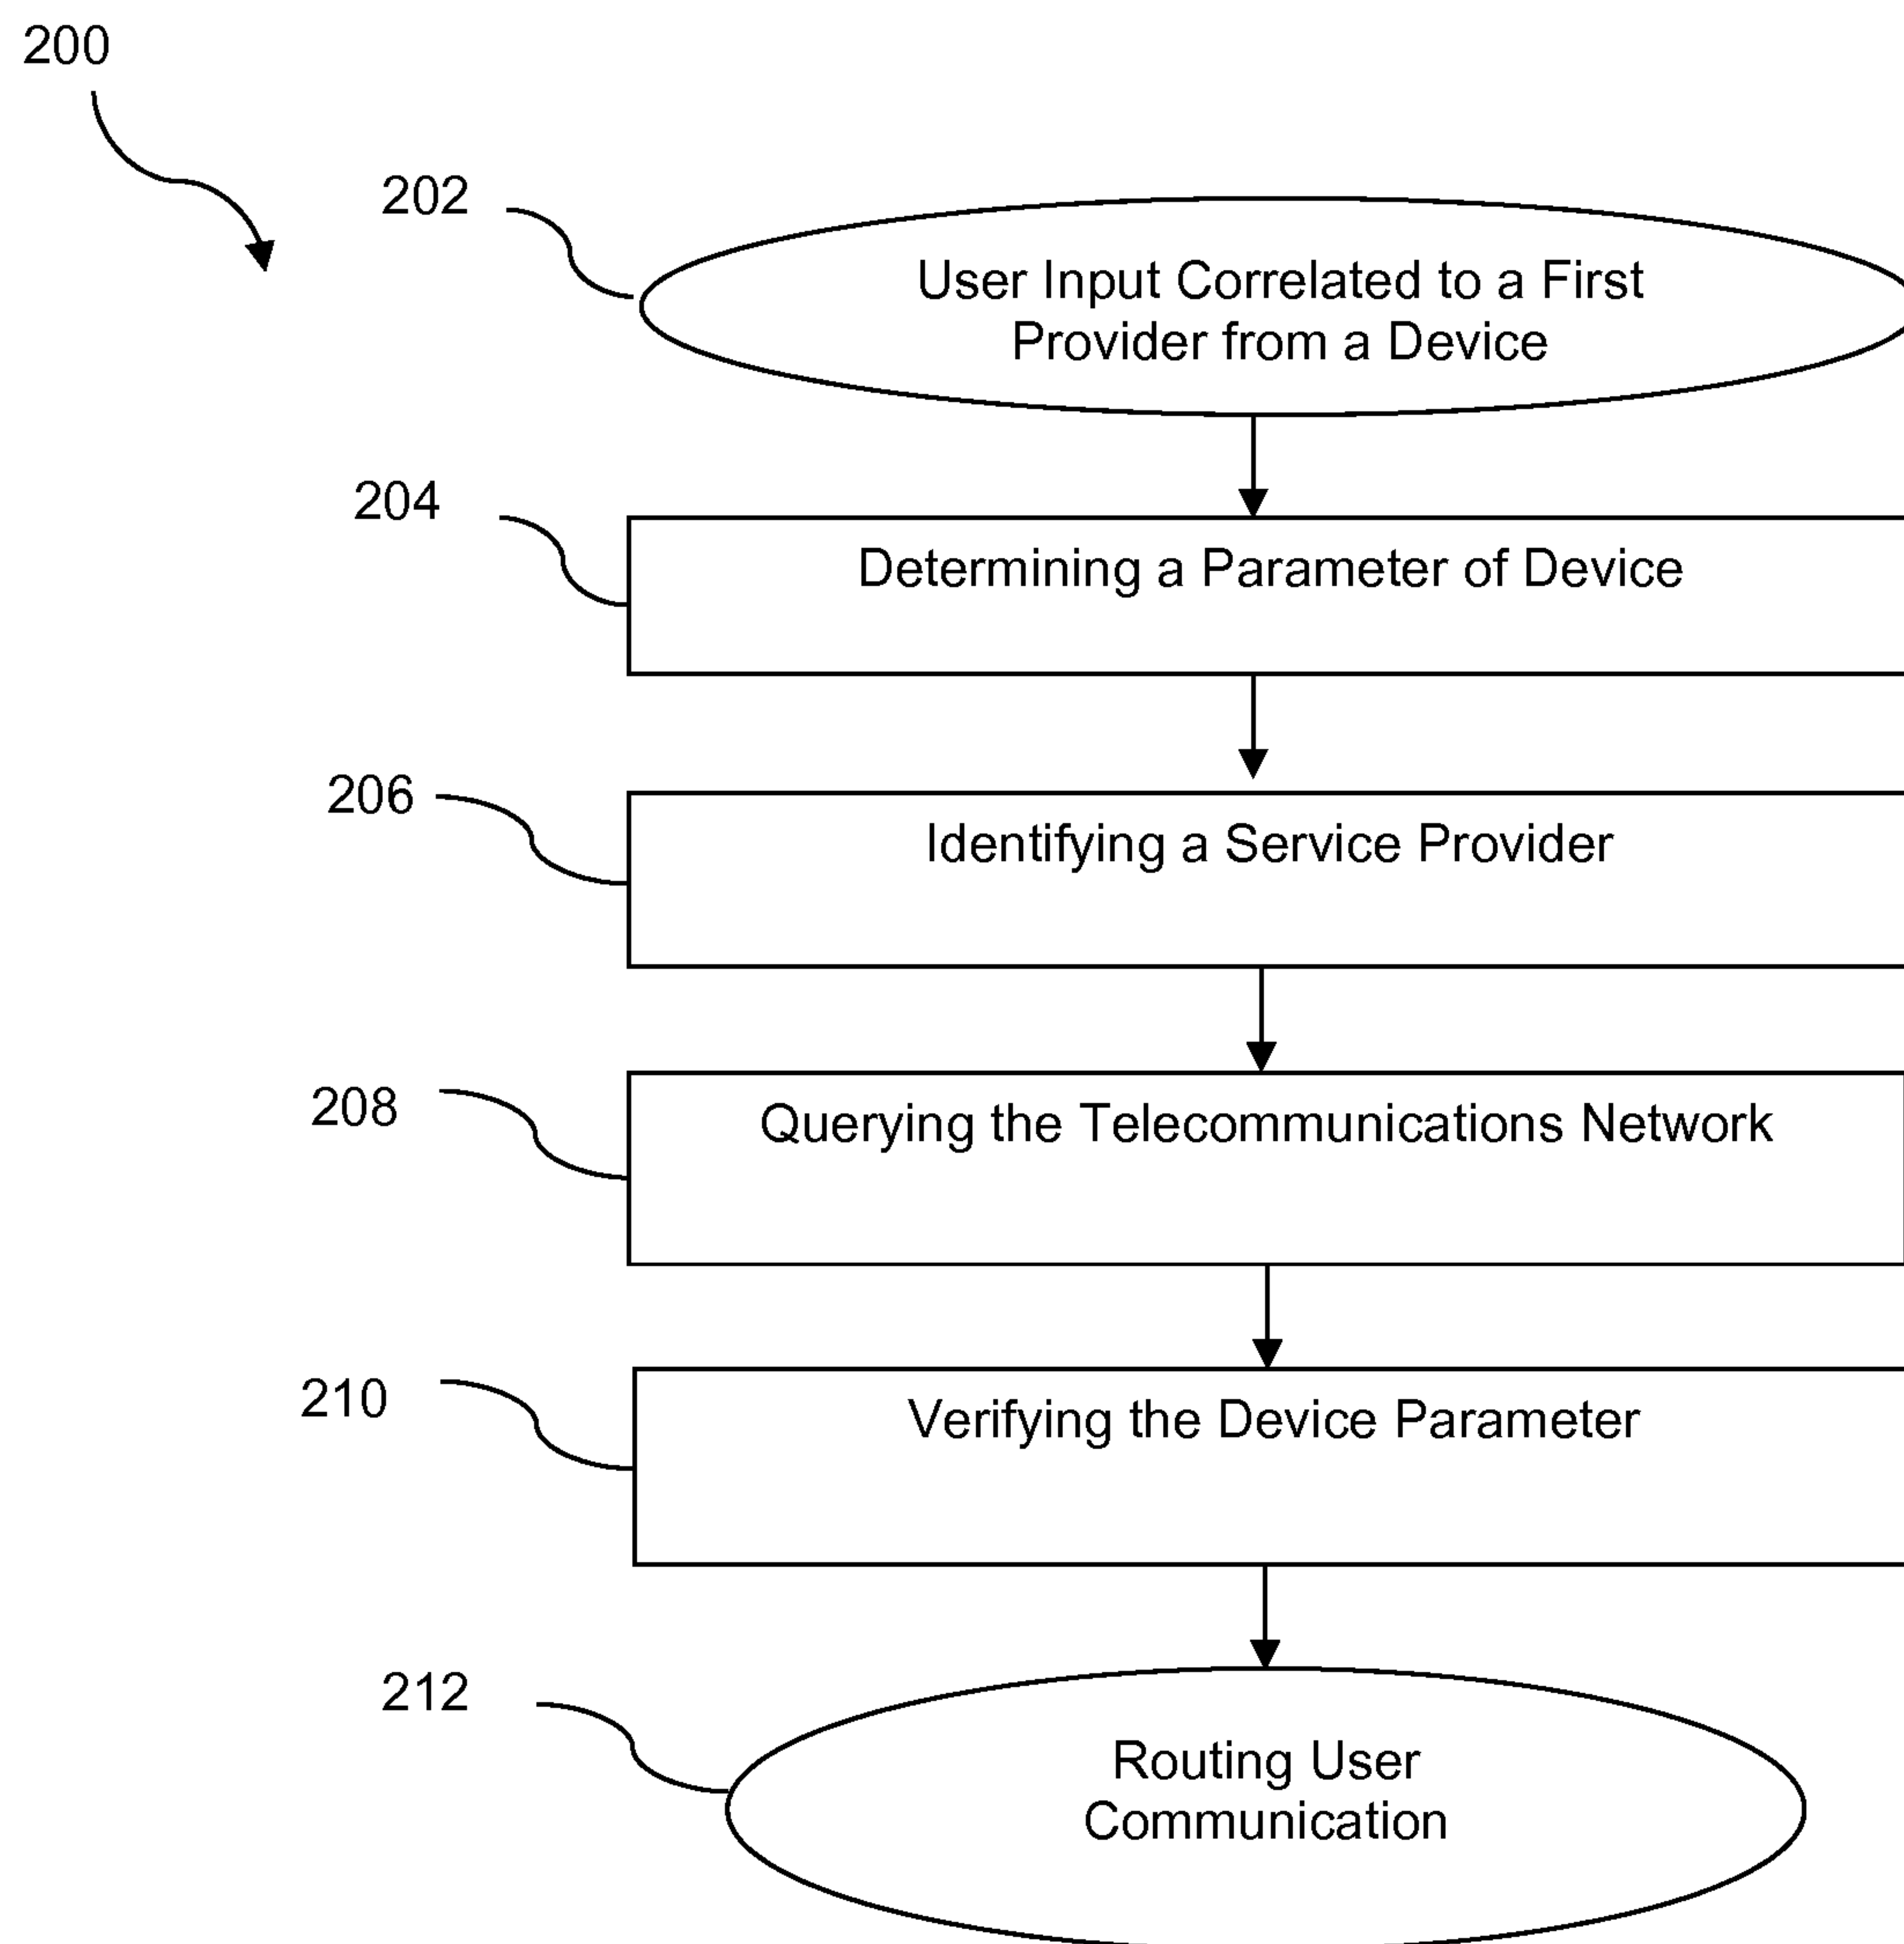 200
202
User Input Correlated to a First
Provider from a Device
204
Determining a Parameter of Device
206
Identifying a Service Provider
208
Querying the Telecommunications Network
210
Verifying the Device Parameter
212
Routing User
Communication